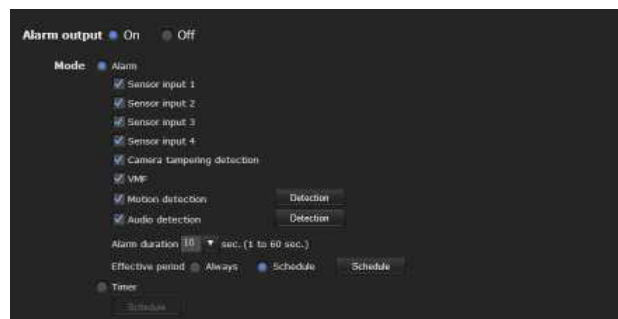 Alarm output On Off
Mode Alarm
Sensor input 1
Sensor input 2
Sensor input 3
Sensor input 4
Camera tampering detection
VMF
Motion detection Detection
Audio detection Detection
Alarm duration 10 sec. (1 to 60 sec.)
Effective period Always Schedule Schedule
Timer
Schedule